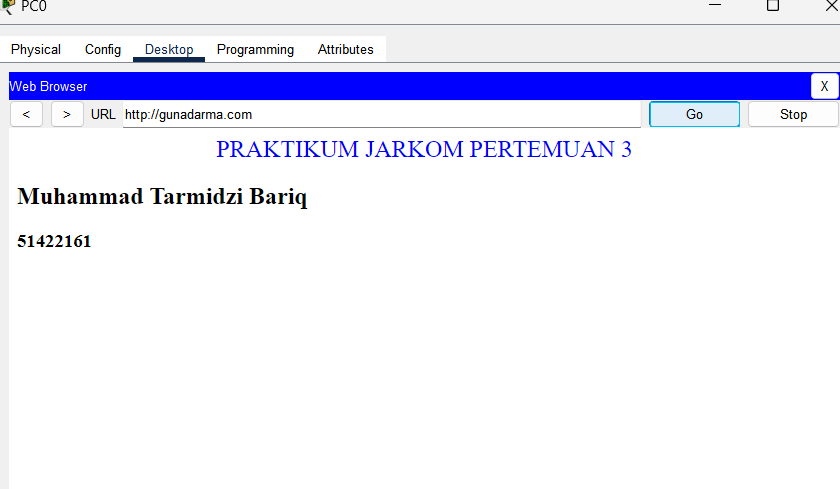 PC0
Physical Config Desktop Programming Attributes
Web Browser X
< > URL http://gunadarma.com Go Stop
PRAKTIKUM JARKOM PERTEMUAN 3
Muhammad Tarmidzi Bariq
51422161